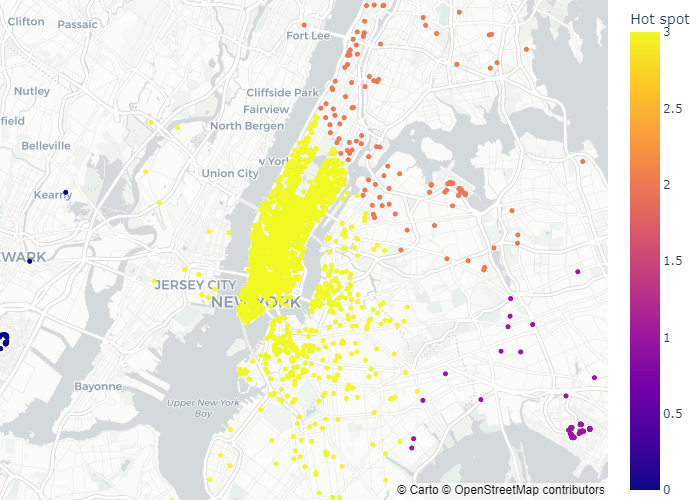 Clifton
Passaic
Fort Lee
Hot spot
3
Nutley
Cliffside Park
Fairview
2.5
field
North Bergen
Belleville
w York
Union City
2
Kearny
WARK
1.5
JERSEY CITY
NEW YORK
1
Bayonne
Upper New York
Bay
0.5
0
© Carto © OpenStreetMap contributors